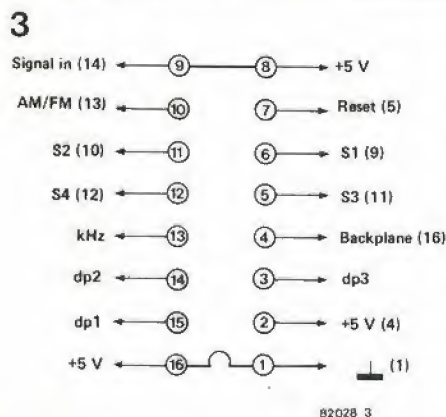 3
Signal in (14) 9 8 +5 V
AM/FM (13) 10 7 Reset (5)
S2 (10) 11 6 S1 (9)
S4 (12) 12 5 S3 (11)
kHz 13 4 Backplane (16)
dp2 14 3 dp3
dp1 15 2 +5 V (4)
+5 V 16 1 (1)
82028 3